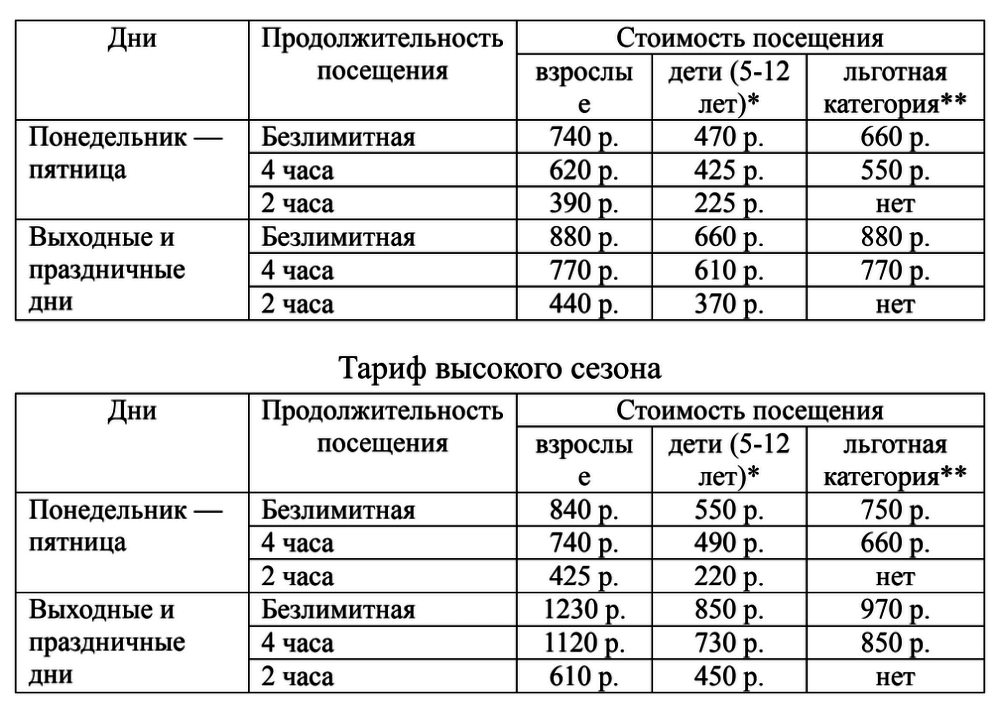 Дни Продолжительность посещения Стоимость посещения
взрослы
е
дети (5-12
лет)*
льготная
категория**
Понедельник —
пятница
Безлимитная 740 р. 470 р. 660 р.
4 часа 620 р. 425 р. 550 р.
2 часа 390 р. 225 р. нет
Выходные и
праздничные
дни
Безлимитная 880 р. 660 р. 880 р.
4 часа 770 р. 610 р. 770 р.
2 часа 440 р. 370 р. нет
Тариф высокого сезона
Дни Продолжительность посещения Стоимость посещения
взрослы
е
дети (5-12
лет)*
льготная
категория**
Понедельник —
пятница
Безлимитная 840 р. 550 р. 750 р.
4 часа 740 р. 490 р. 660 р.
2 часа 425 р. 220 р. нет
Выходные и
праздничные
дни
Безлимитная 1230 р. 850 р. 970 р.
4 часа 1120 р. 730 р. 850 р.
2 часа 610 р. 450 р. нет